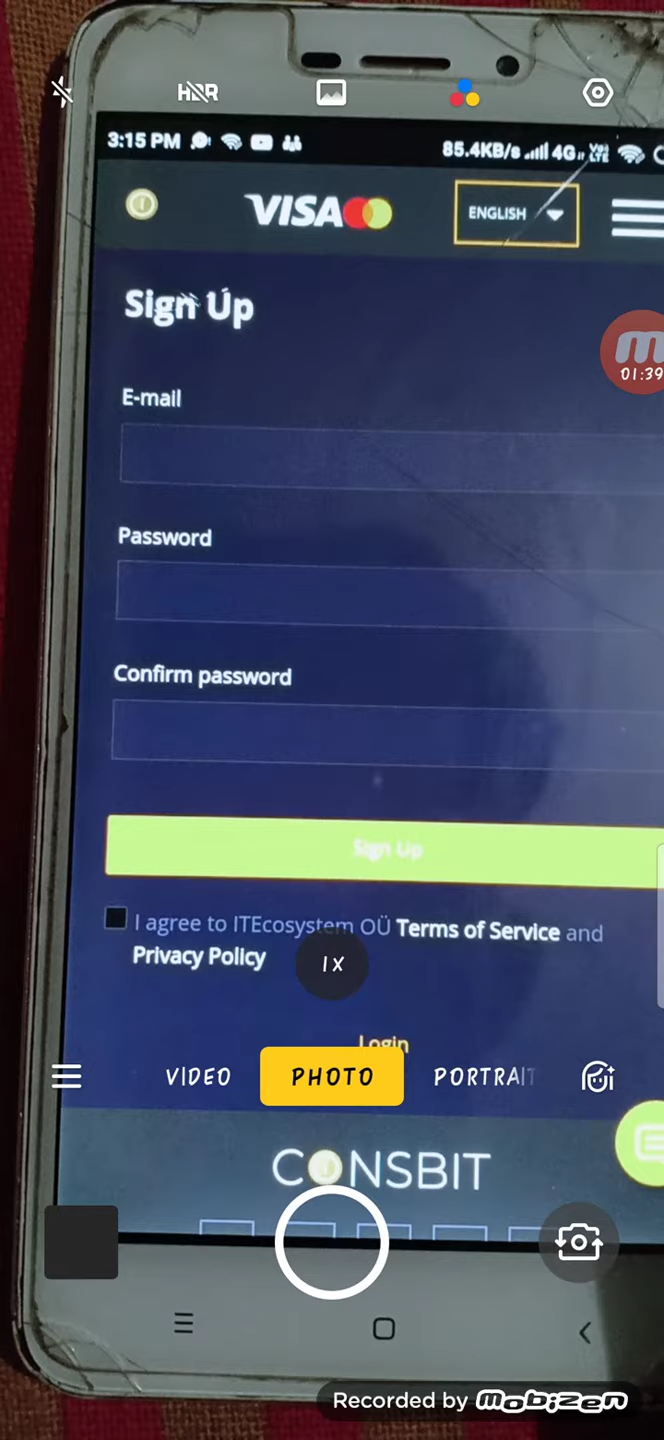 HDR
3:15 PM 85.4KB/s 4G
VISA
ENGLISH
Sign Up
01:39
E-mail
Password
Confirm password
Sign Up
I agree to ITEcosystem OÜ Terms of Service and
Privacy Policy
1X
Login
VIDEO PHOTO PORTRAIT
COINSBIT
Recorded by mobizen